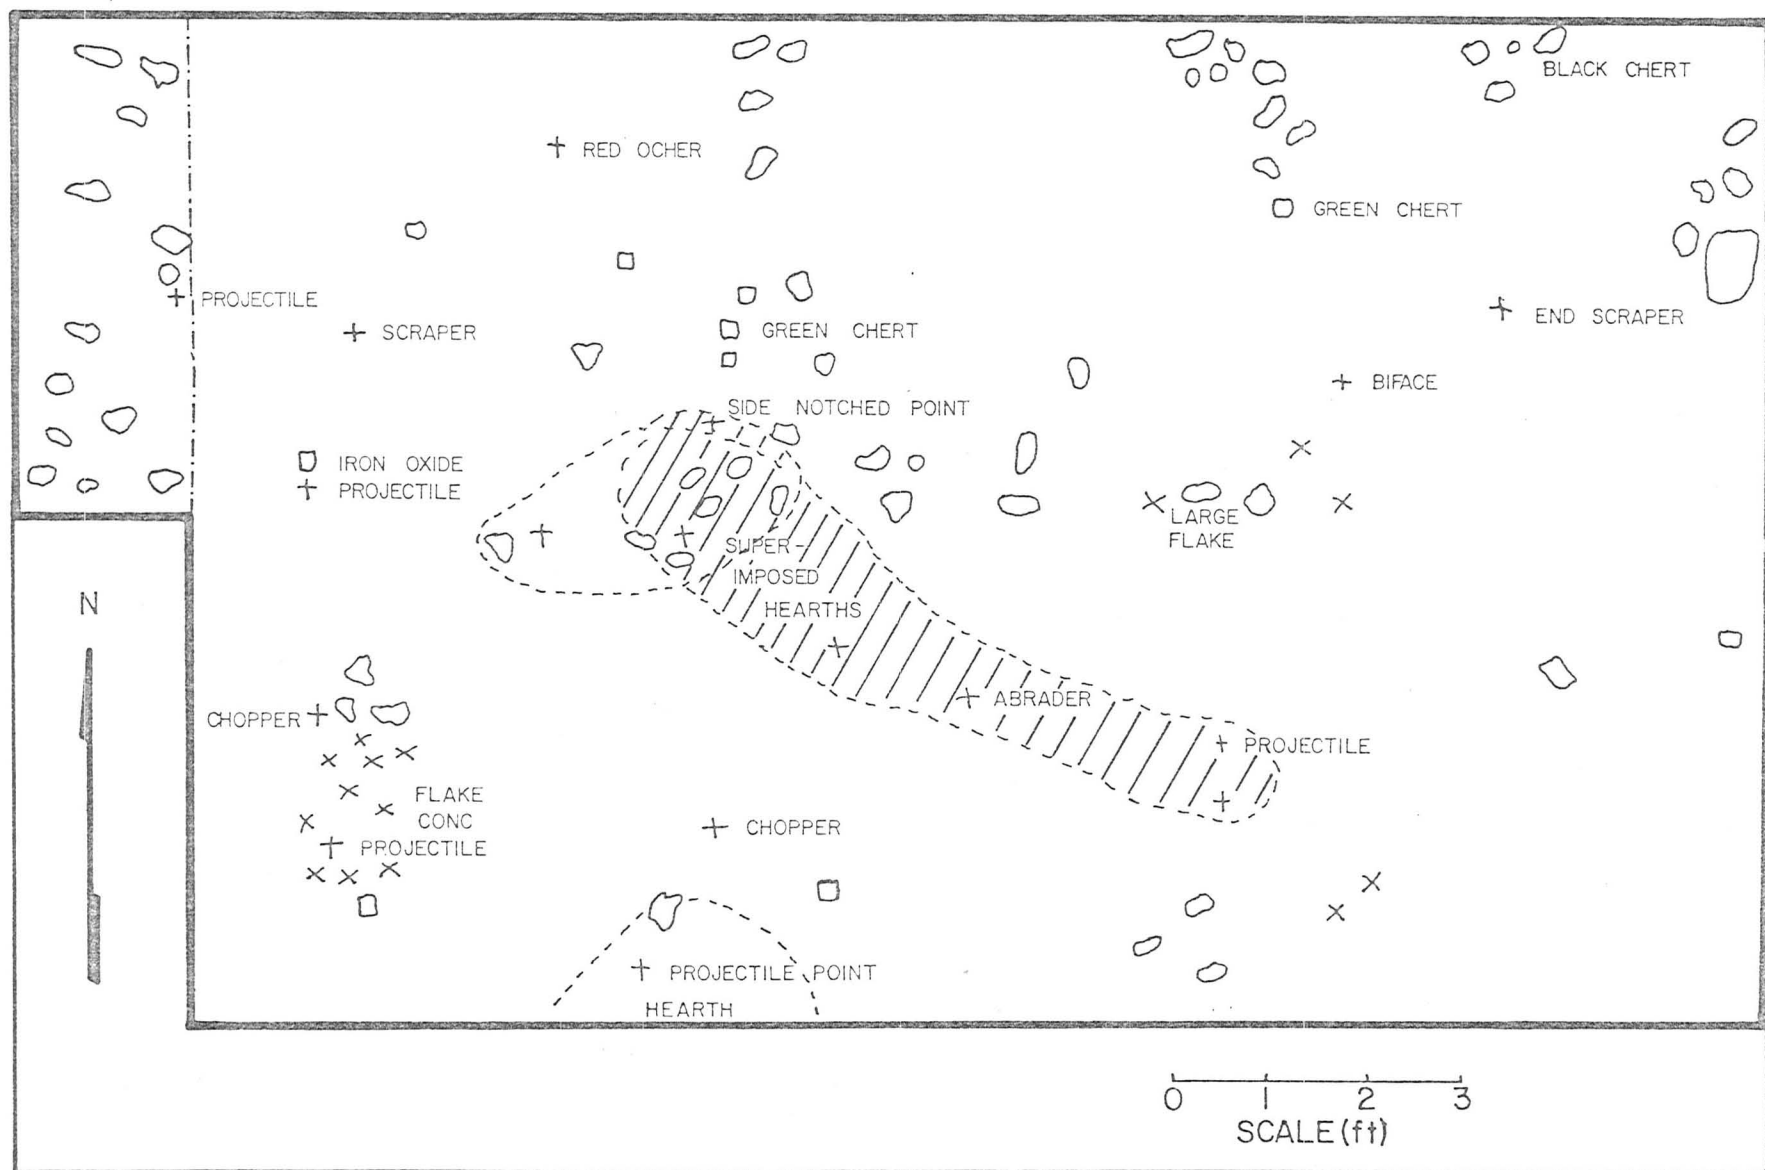 BLACK CHERT
RED OCHER
GREEN CHERT
PROJECTILE
END SCRAPER
SCRAPER
GREEN CHERT
BIFACE
SIDE NOTCHED POINT
IRON OXIDE
PROJECTILE
LARGE
FLAKE
SUPER-
IMPOSED
HEARTHS
N
ABRADER
CHOPPER
PROJECTILE
FLAKE
CONC
CHOPPER
PROJECTILE
PROJECTILE POINT
HEARTH
0 1 2 3
SCALE (ft)